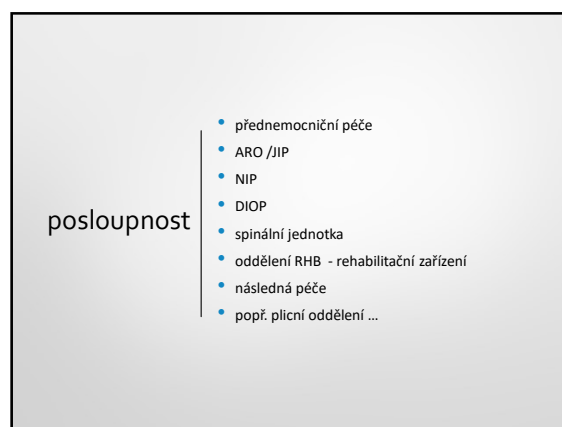 posloupnost
• přednemocniční péče
• ARO /JIP
• NIP
• DIOP
• spinální jednotka
• oddělení RHB - rehabilitační zařízení
• následná péče
• popř. plicní oddělení ...